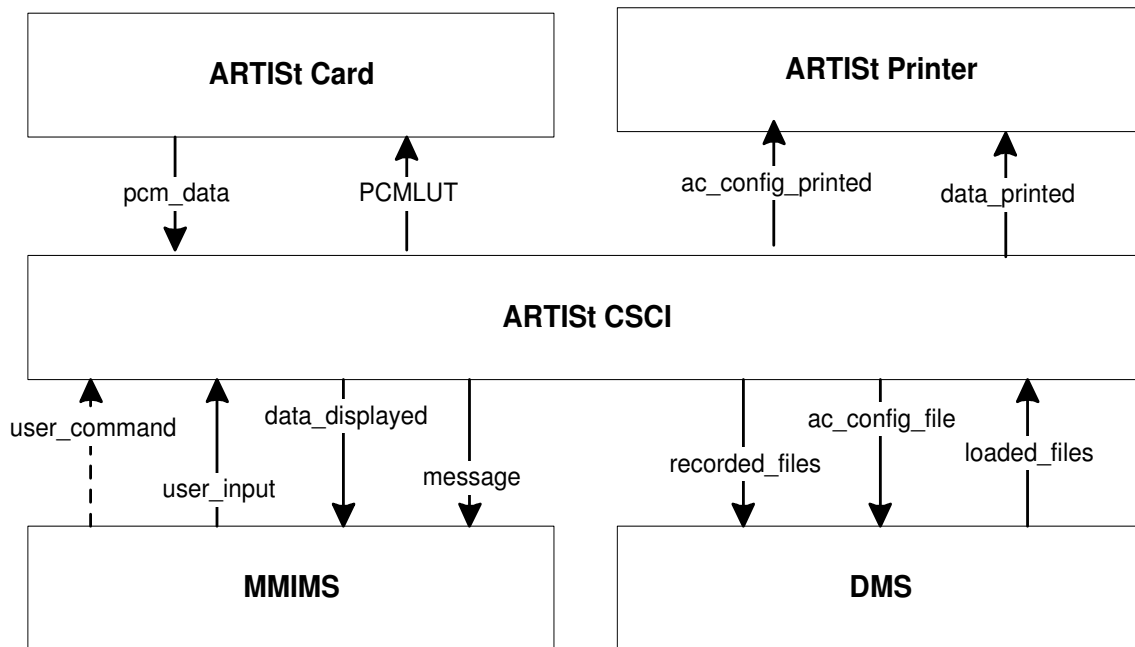 ARTISt Card
ARTISt Printer
pcm_data
PCMLUT
ac_config_printed
data_printed
ARTISt CSCI
user_command
user_input
data_displayed
message
recorded_files
ac_config_file
loaded_files
MMIMS
DMS